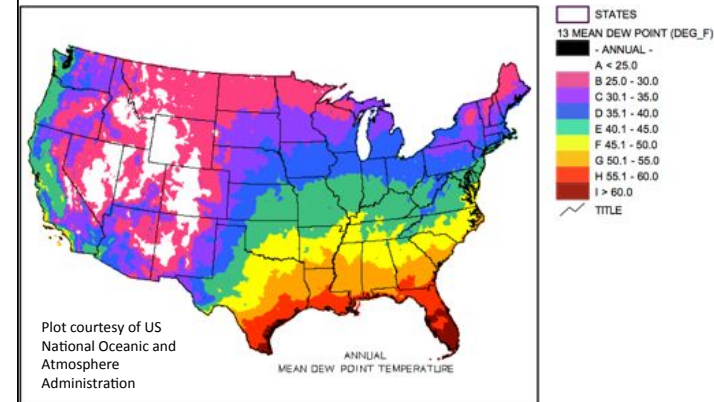 STATES
13 MEAN DEW POINT (DEG_F)
- ANNUAL -
A < 25.0
B 25.0 - 30.0
C 30.1 - 35.0
D 35.1 - 40.0
E 40.1 - 45.0
F 45.1 - 50.0
G 50.1 - 55.0
H 55.1 - 60.0
I > 60.0
TITLE
Plot courtesy of US
National Oceanic and
Atmosphere
Administration
ANNUAL
MEAN DEW POINT TEMPERATURE